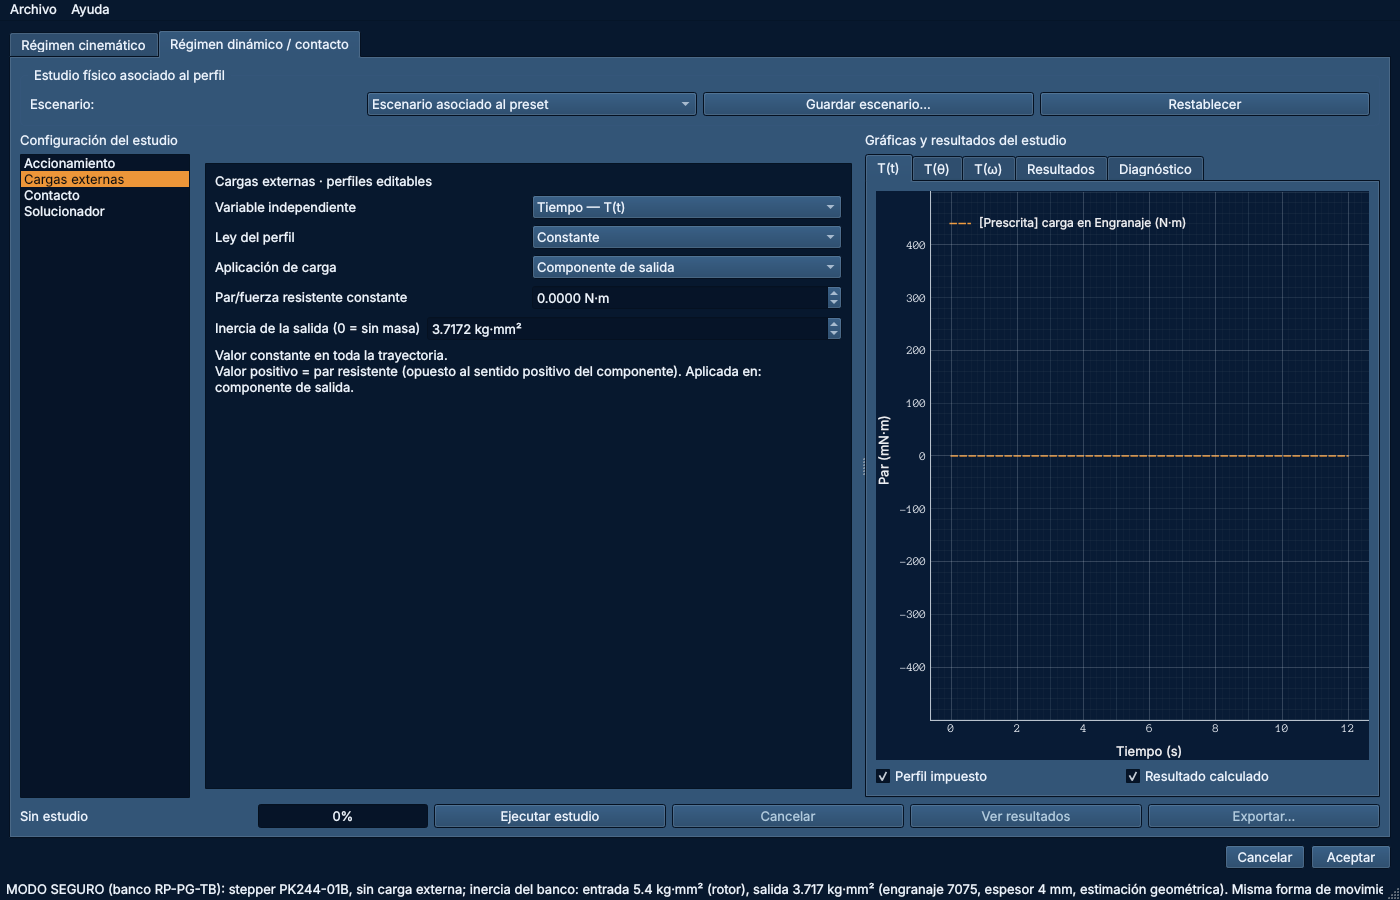 Archivo Ayuda
Régimen cinemático Régimen dinámico / contacto
Estudio físico asociado al perfil
Escenario: Escenario asociado al preset Guardar escenario... Restablecer
Configuración del estudio
Accionamiento
Cargas externas
Contacto
Solucionador
Cargas externas · perfiles editables
Variable independiente Tiempo — T(t)
Ley del perfil Constante
Aplicación de carga Componente de salida
Par/fuerza resistente constante 0.0000 N·m
Inercia de la salida (0 = sin masa) 3.7172 kg·mm²
Valor constante en toda la trayectoria.
Valor positivo = par resistente (opuesto al sentido positivo del componente). Aplicada en:
componente de salida.
Gráficas y resultados del estudio
T(t) T(θ) T(ω) Resultados Diagnóstico
[Prescrita] carga en Engranaje (N·m)
400
300
200
100
0
−100
−200
−300
−400
Par (mN·m)
0 2 4 6 8 10 12
Tiempo (s)
Perfil impuesto Resultado calculado
Sin estudio 0% Ejecutar estudio Cancelar Ver resultados Exportar...
Cancelar Aceptar
MODO SEGURO (banco RP-PG-TB): stepper PK244-01B, sin carga externa; inercia del banco: entrada 5.4 kg·mm² (rotor), salida 3.717 kg·mm² (engranaje 7075, espesor 4 mm, estimación geométrica). Misma forma de